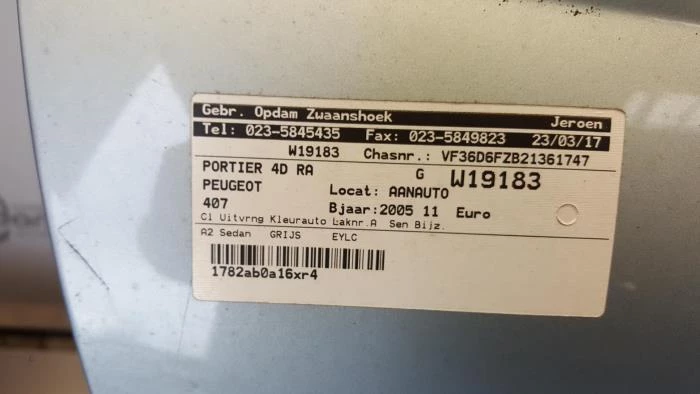 Gebr. Opdam Zwaanshoek Jeroen
Tel: 023-5845435 Fax: 023-5849823 23/03/17
W19183 Chasnr.: VF36D6FZB21361747
PORTIER 4D RA G W19183
PEUGEOT Locat: AANAUTO
407 Bjaar:2005 11 Euro
Cl Uitvrng Kleurauto Laknr.A Sen Bijz.
A2 Sedan GRIJS EYLC
1782ab0a16xr4